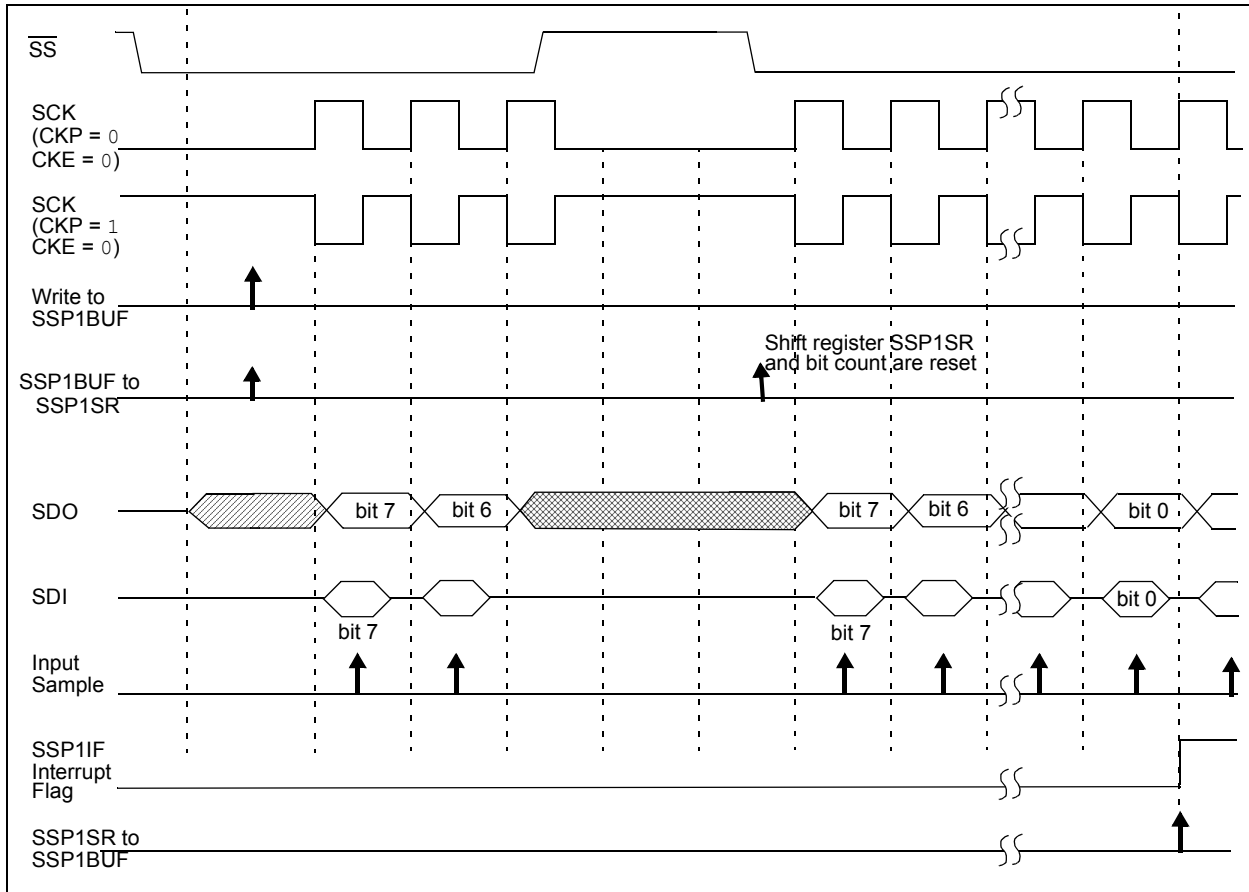 SS
SCK
(CKP = 0
CKE = 0)
SCK
(CKP = 1
CKE = 0)
Write to
SSP1BUF
Shift register SSP1SR
and bit count are reset
SSP1BUF to
SSP1SR
SDO
bit 7
bit 6
bit 7
bit 6
bit 0
SDI
bit 0
bit 7
bit 7
Input
Sample
SSP1IF
Interrupt
Flag
SSP1SR to
SSP1BUF